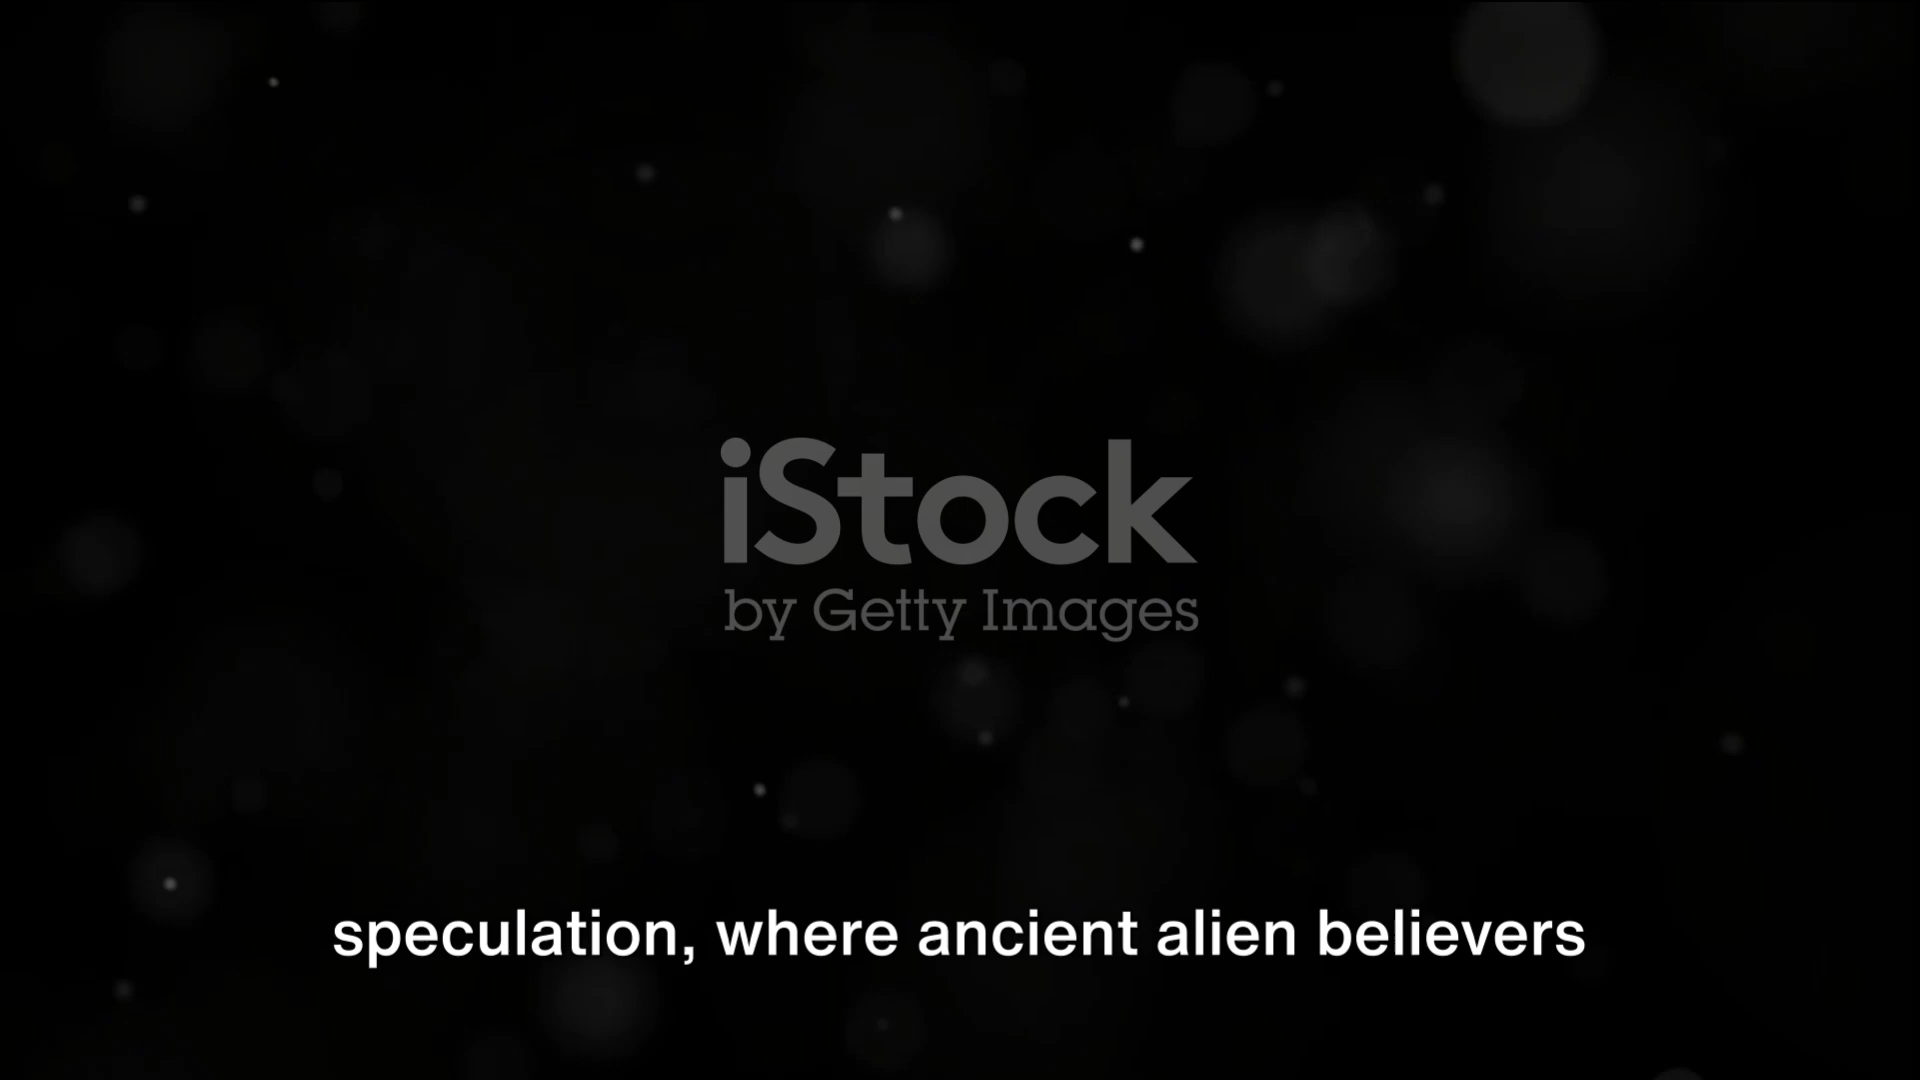 iStock
by Getty Images
speculation, where ancient alien believers